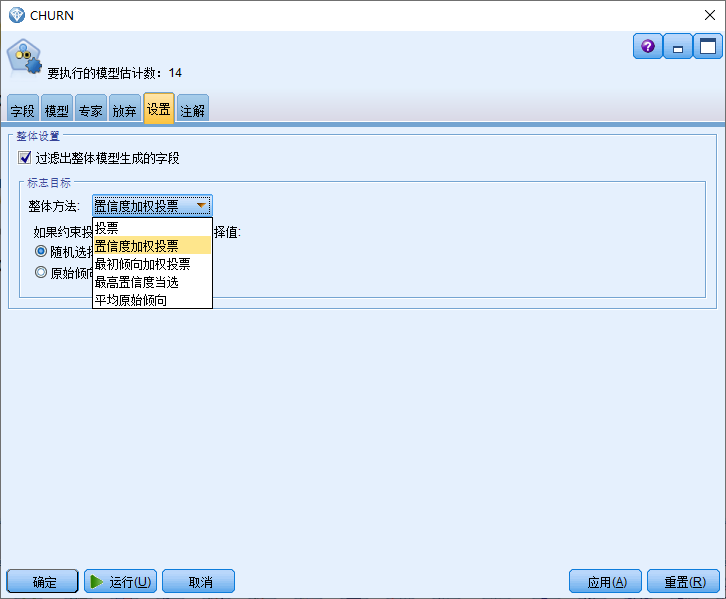 CHURN
要执行的模型估计数：14
字段 模型 专家 放弃 设置 注解
整体设置
过滤出整体模型生成的字段
标志目标
整体方法: 置信度加权投票
投票
如果约束投 择值:
置信度加权投票
随机选择
最初倾向加权投票
原始倾向
最高置信度当选
平均原始倾向
确定 运行(U) 取消 应用(A) 重置(R)